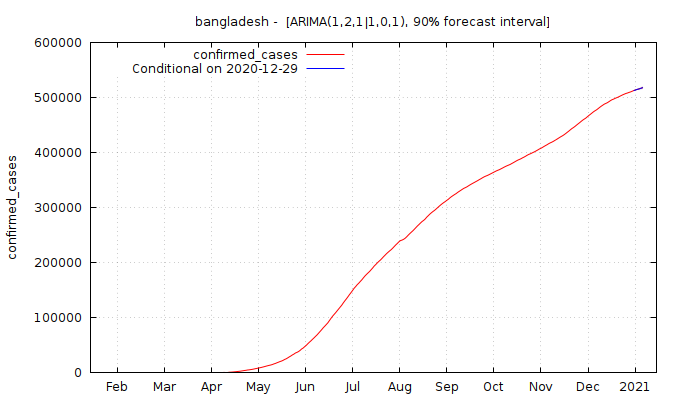 bangladesh -  [ARIMA(1,2,1|1,0,1), 90% forecast interval]
confirmed_cases
Conditional on 2020-12-29
600000
500000
400000
300000
200000
100000
0
confirmed_cases
Feb Mar Apr May Jun Jul Aug Sep Oct Nov Dec 2021